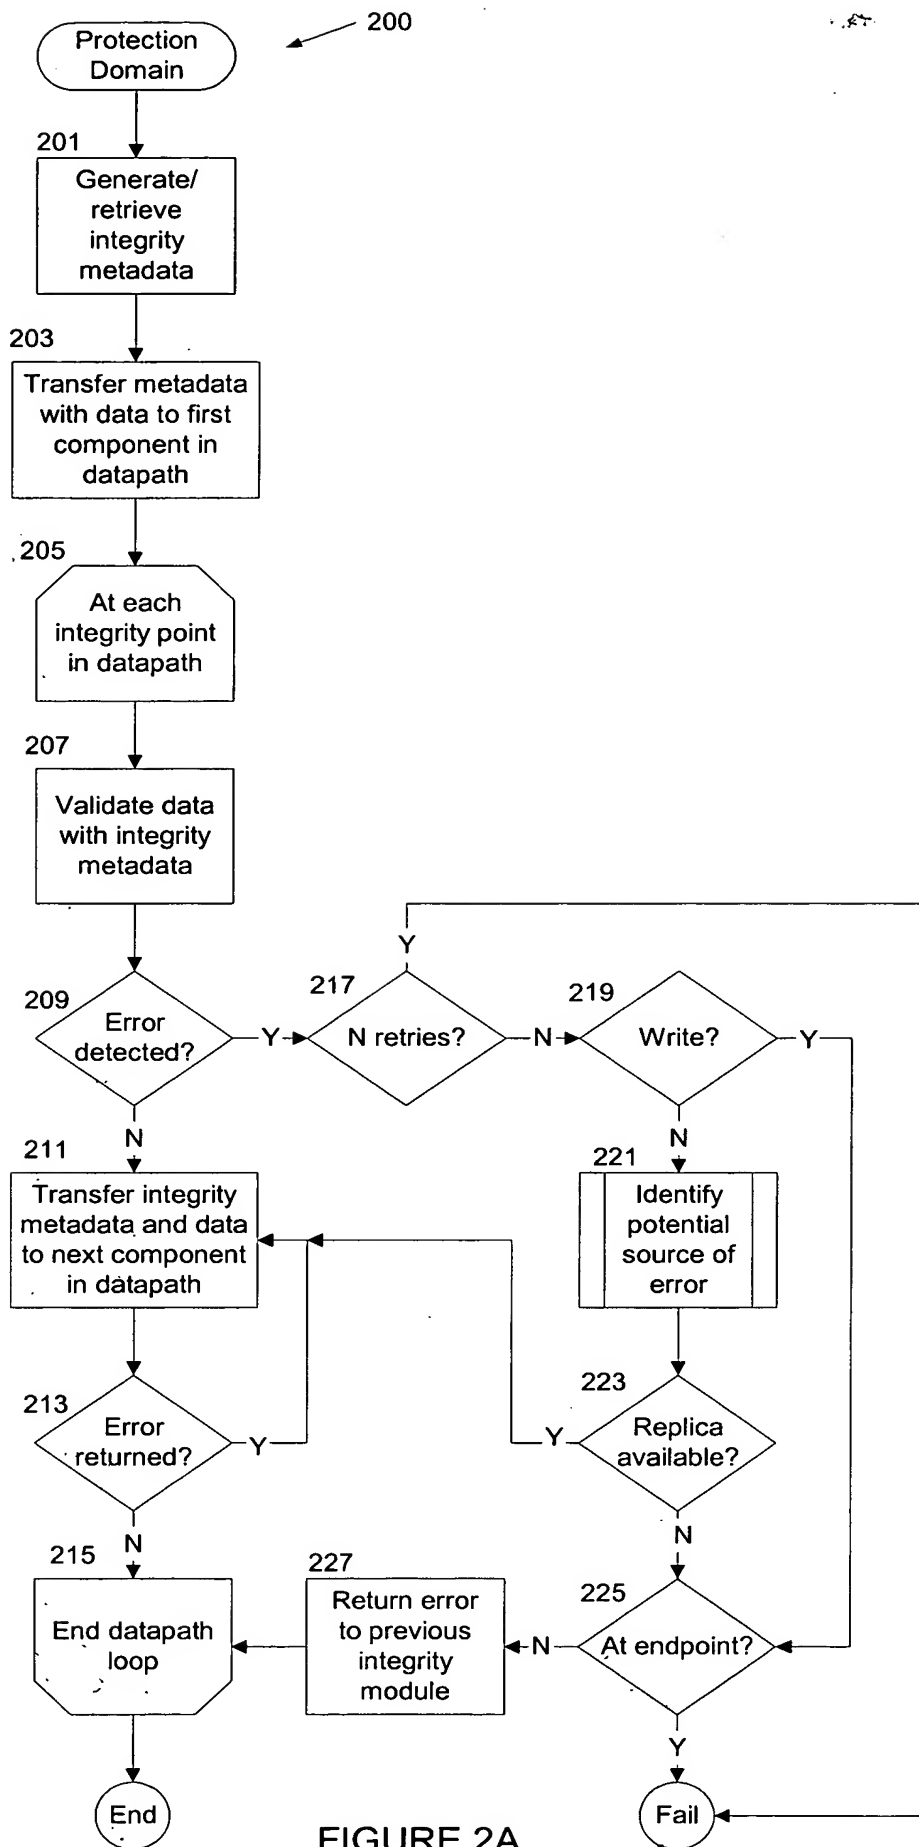 200
Protection
Domain
201
Generate/
retrieve
integrity
metadata
203
Transfer metadata
with data to first
component in
datapath
205
At each
integrity point
in datapath
207
Validate data
with integrity
metadata
209
Error
detected?
Y
N
217
N retries?
Y
N
219
Write?
Y
N
211
Transfer integrity
metadata and data
to next component
in datapath
221
Identify
potential
source of
error
213
Error
returned?
Y
N
223
Replica
available?
Y
N
215
End datapath
loop
227
Return error
to previous
integrity
module
225
At endpoint?
N
Y
End
Fail
FIGURE 2A